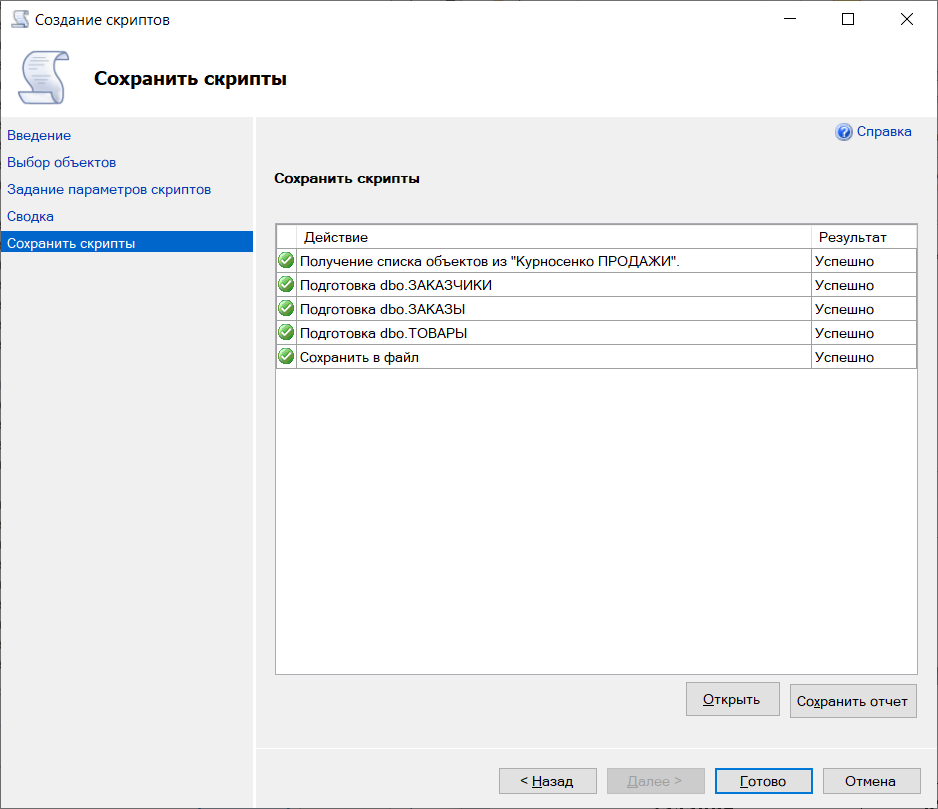 Создание скриптов
Сохранить скрипты
Введение
Выбор объектов
Задание параметров скриптов
Сводка
Сохранить скрипты
Справка
Сохранить скрипты
Действие Результат
Получение списка объектов из "Курносенко ПРОДАЖИ". Успешно
Подготовка dbo.ЗАКАЗЧИКИ Успешно
Подготовка dbo.ЗАКАЗЫ Успешно
Подготовка dbo.ТОВАРЫ Успешно
Сохранить в файл Успешно
Открыть Сохранить отчет
< Назад Далее > Готово Отмена